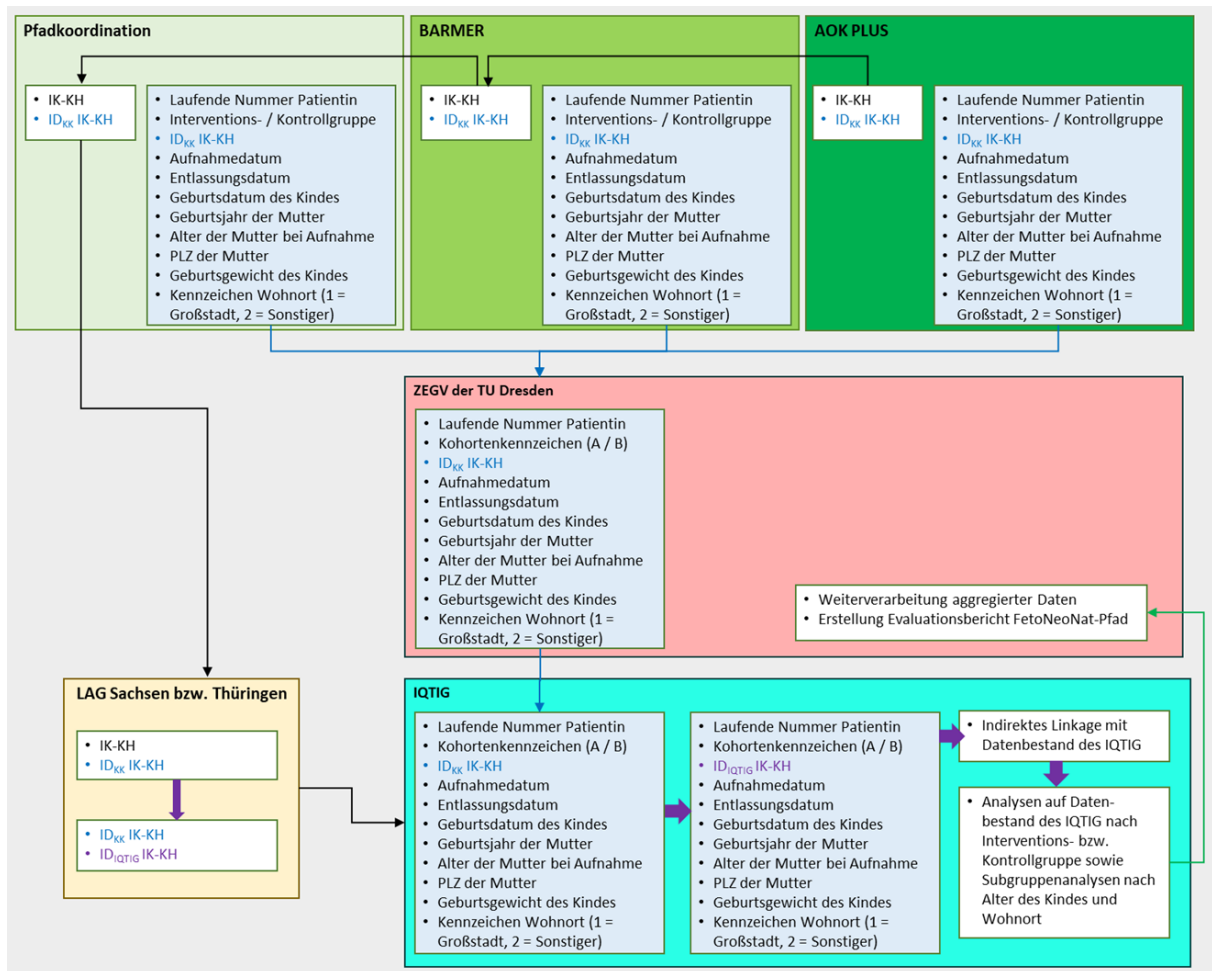 Pfadkoordination
• IK-KH
• ID_KK IK-KH
• Laufende Nummer Patientin
• Interventions- / Kontrollgruppe
• ID_KK IK-KH
• Aufnahmedatum
• Entlassungsdatum
• Geburtsdatum des Kindes
• Geburtsjahr der Mutter
• Alter der Mutter bei Aufnahme
• PLZ der Mutter
• Geburtsgewicht des Kindes
• Kennzeichen Wohnort (1 =
Großstadt, 2 = Sonstiger)
BARMER
• IK-KH
• ID_KK IK-KH
• Laufende Nummer Patientin
• Interventions- / Kontrollgruppe
• ID_KK IK-KH
• Aufnahmedatum
• Entlassungsdatum
• Geburtsdatum des Kindes
• Geburtsjahr der Mutter
• Alter der Mutter bei Aufnahme
• PLZ der Mutter
• Geburtsgewicht des Kindes
• Kennzeichen Wohnort (1 =
Großstadt, 2 = Sonstiger)
AOK PLUS
• IK-KH
• ID_KK IK-KH
• Laufende Nummer Patientin
• Interventions- / Kontrollgruppe
• ID_KK IK-KH
• Aufnahmedatum
• Entlassungsdatum
• Geburtsdatum des Kindes
• Geburtsjahr der Mutter
• Alter der Mutter bei Aufnahme
• PLZ der Mutter
• Geburtsgewicht des Kindes
• Kennzeichen Wohnort (1 =
Großstadt, 2 = Sonstiger)
ZEGV der TU Dresden
• Laufende Nummer Patientin
• Kohortenkennzeichen (A / B)
• ID_KK IK-KH
• Aufnahmedatum
• Entlassungsdatum
• Geburtsdatum des Kindes
• Geburtsjahr der Mutter
• Alter der Mutter bei Aufnahme
• PLZ der Mutter
• Geburtsgewicht des Kindes
• Kennzeichen Wohnort (1 =
Großstadt, 2 = Sonstiger)
• Weiterverarbeitung aggregierter Daten
• Erstellung Evaluationsbericht FetoNeoNat-Pfad
LAG Sachsen bzw. Thüringen
• IK-KH
• ID_KK IK-KH
• ID_KK IK-KH
• ID_IQTIG IK-KH
IQTIG
• Laufende Nummer Patientin
• Kohortenkennzeichen (A / B)
• ID_KK IK-KH
• Aufnahmedatum
• Entlassungsdatum
• Geburtsdatum des Kindes
• Geburtsjahr der Mutter
• Alter der Mutter bei Aufnahme
• PLZ der Mutter
• Geburtsgewicht des Kindes
• Kennzeichen Wohnort (1 =
Großstadt, 2 = Sonstiger)
• Laufende Nummer Patientin
• Kohortenkennzeichen (A / B)
• ID_IQTIG IK-KH
• Aufnahmedatum
• Entlassungsdatum
• Geburtsdatum des Kindes
• Geburtsjahr der Mutter
• Alter der Mutter bei Aufnahme
• PLZ der Mutter
• Geburtsgewicht des Kindes
• Kennzeichen Wohnort (1 =
Großstadt, 2 = Sonstiger)
• Indirektes Linkage mit
Datenbestand des IQTIG
• Analysen auf Daten-
bestand des IQTIG nach
Interventions- bzw.
Kontrollgruppe sowie
Subgruppenanalysen nach
Alter des Kindes und
Wohnort